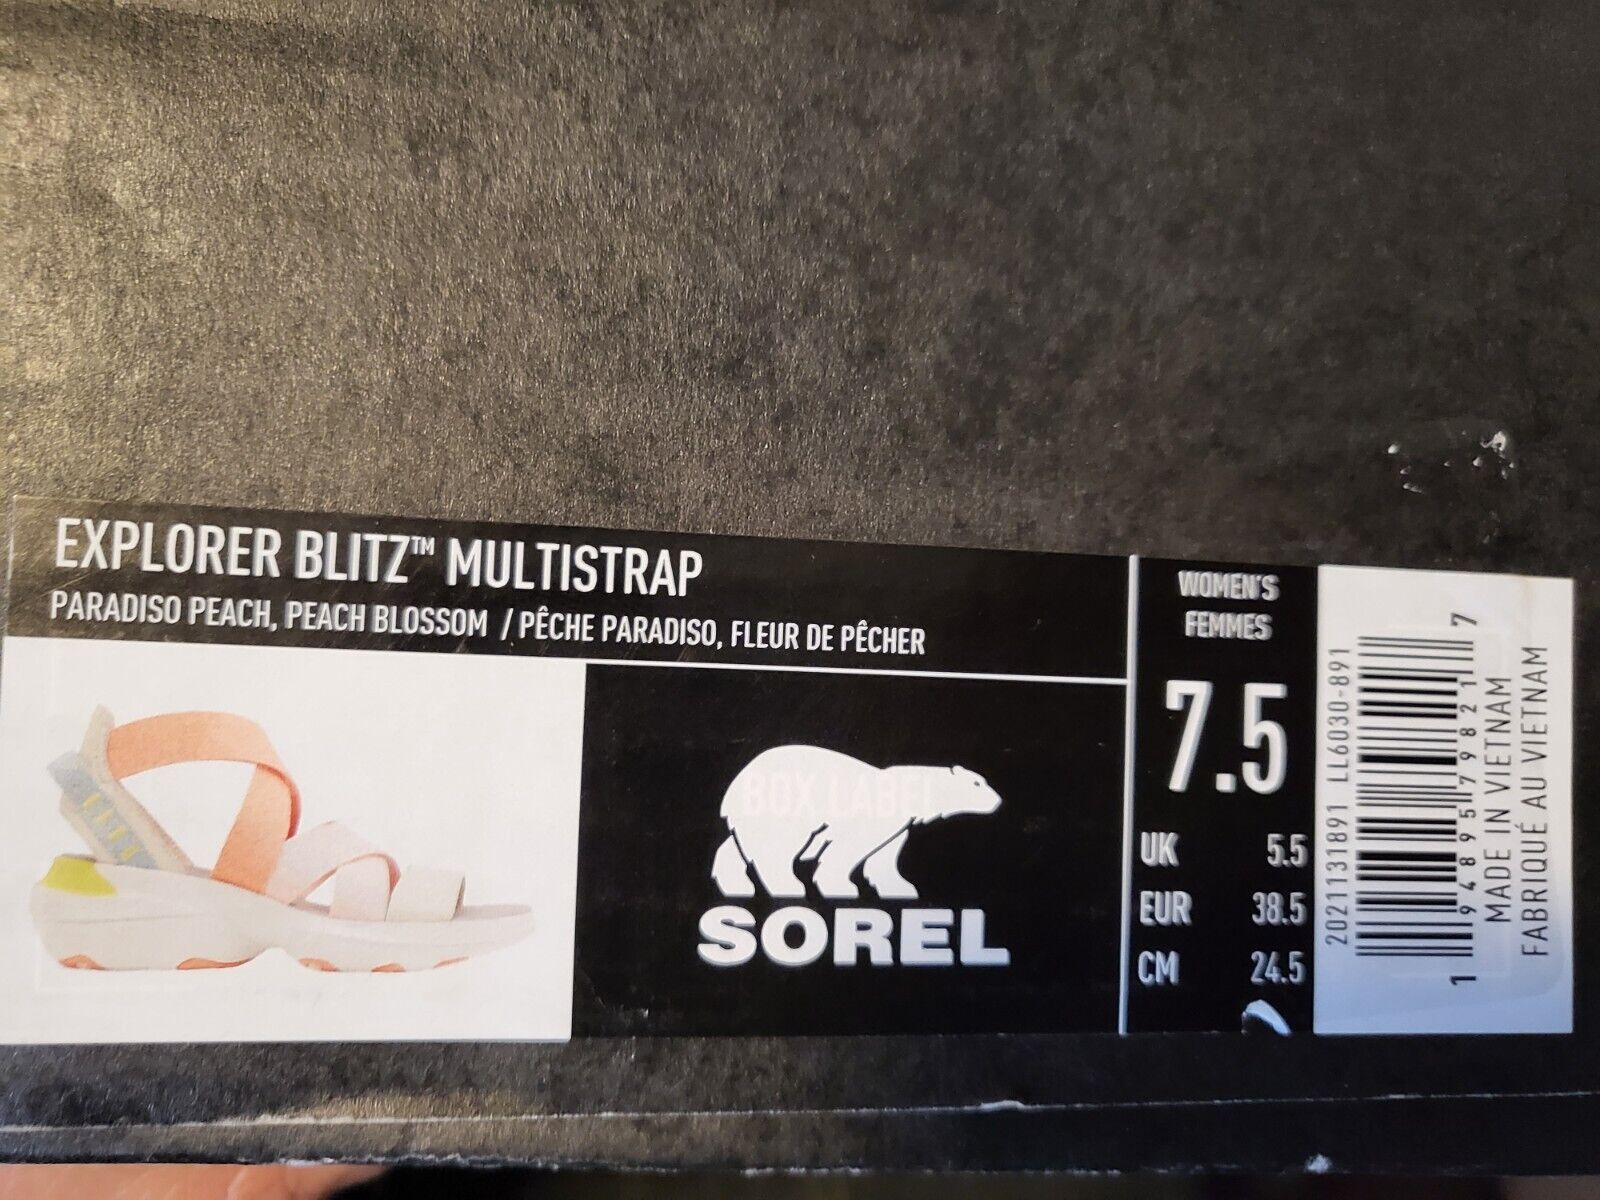 EXPLORER BLITZ™ MULTISTRAP
PARADISO PEACH, PEACH BLOSSOM / PÊCHE PARADISO, FLEUR DE PÊCHER
BOX LABEL
SOREL
WOMEN'S
FEMMES
7.5
UK 5.5
EUR 38.5
CM 24.5
2021131891 LL6030-891
1 94895 79821 7
MADE IN VIETNAM
FABRIQUÉ AU VIETNAM